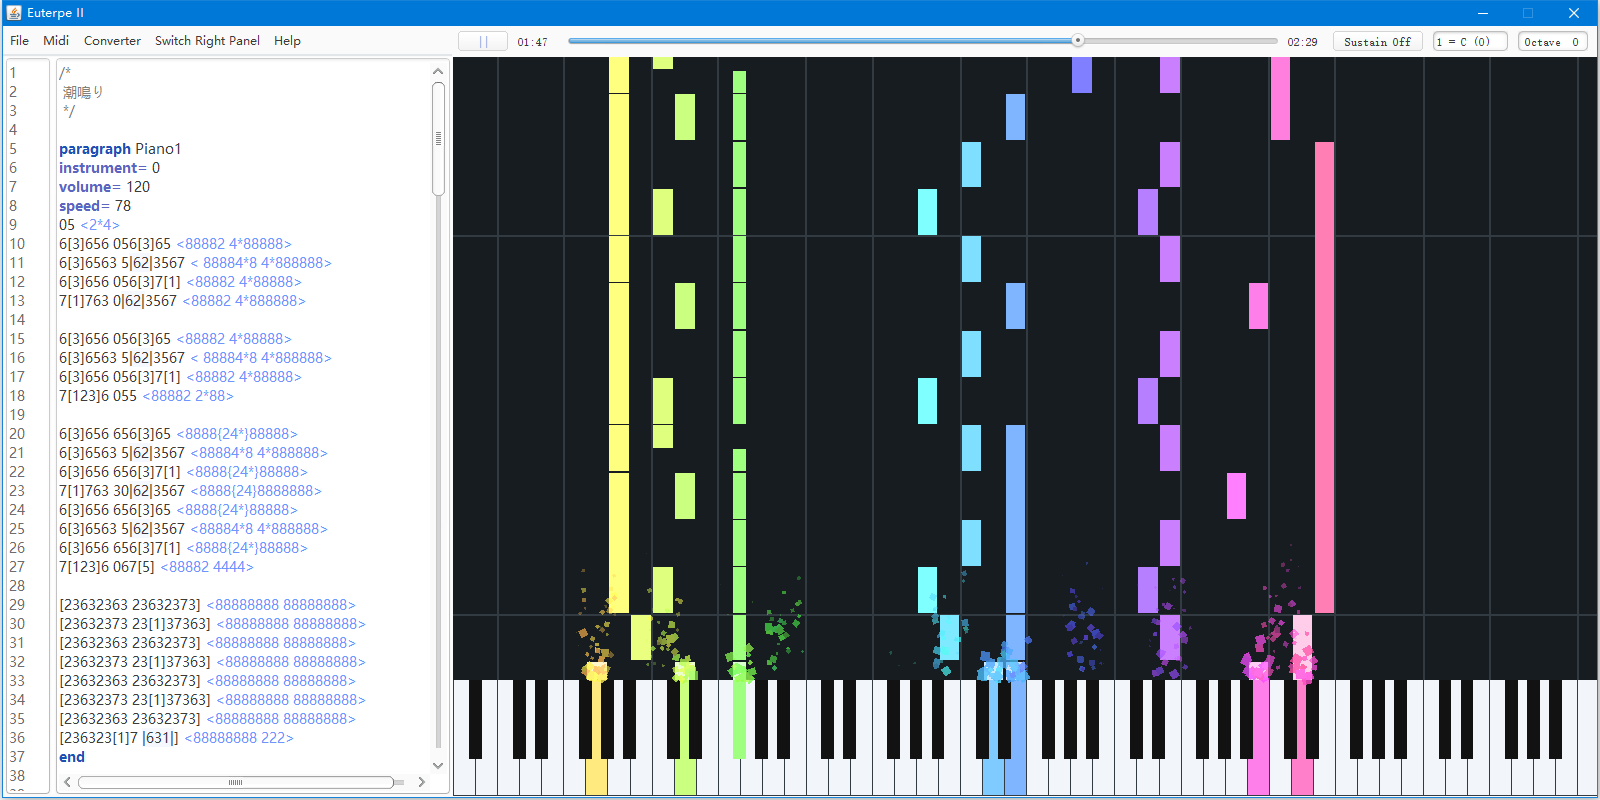 Euterpe II
File Midi Converter Switch Right Panel Help
01:47 02:29 Sustain Off 1 = C (0) Octave 0
1 /*
2 潮鳴り
3 */
4
5 paragraph Piano1
6 instrument= 0
7 volume= 120
8 speed= 78
9 05 <2*4>
10 6[3]656 056[3]65 <88882 4*88888>
11 6[3]6563 5|62|3567 < 88884*8 4*888888>
12 6[3]656 056[3]7[1] <88882 4*88888>
13 7[1]763 0|62|3567 <88882 4*888888>
14
15 6[3]656 056[3]65 <88882 4*88888>
16 6[3]6563 5|62|3567 < 88884*8 4*888888>
17 6[3]656 056[3]7[1] <88882 4*88888>
18 7[123]6 055 <88882 2*88>
19
20 6[3]656 656[3]65 <8888{24*}88888>
21 6[3]6563 5|62|3567 <88884*8 4*888888>
22 6[3]656 656[3]7[1] <8888{24*}88888>
23 7[1]763 30|62|3567 <8888{24}8888888>
24 6[3]656 656[3]65 <8888{24*}88888>
25 6[3]6563 5|62|3567 <88884*8 4*888888>
26 6[3]656 656[3]7[1] <8888{24*}88888>
27 7[123]6 067[5] <88882 4444>
28
29 [23632363 23632373] <88888888 88888888>
30 [23632373 23[1]37363] <88888888 88888888>
31 [23632363 23632373] <88888888 88888888>
32 [23632373 23[1]37363] <88888888 88888888>
33 [23632363 23632373] <88888888 88888888>
34 [23632373 23[1]37363] <88888888 88888888>
35 [23632363 23632373] <88888888 88888888>
36 [236323[1]7 |631|] <88888888 222>
37 end
38